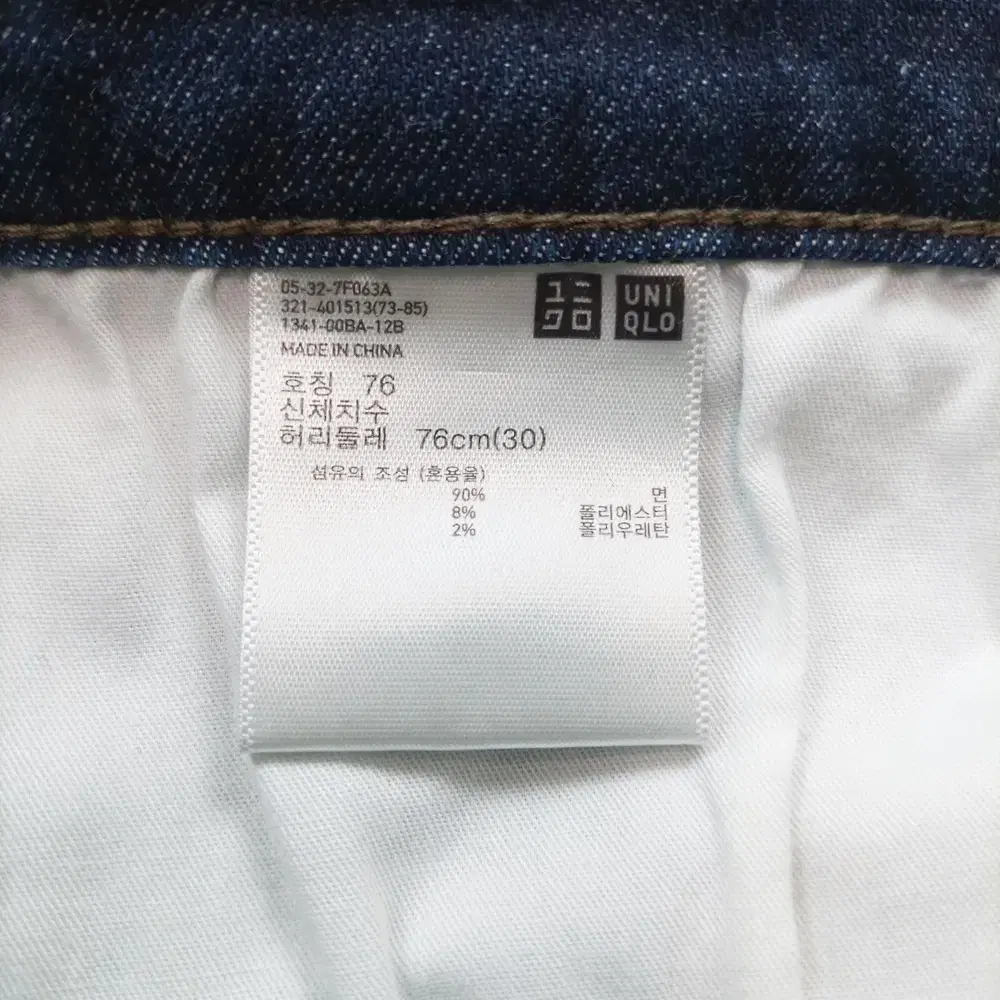 05-32-7F063A
321-401513(73-85)
1341-00BA-12B
MADE IN CHINA
ユニ
クロ
UNI
QLO
호칭 76
신체치수
허리둘레 76cm(30)
섬유의 조성 (혼용율)
90% 면
8% 폴리에스터
2% 폴리우레탄